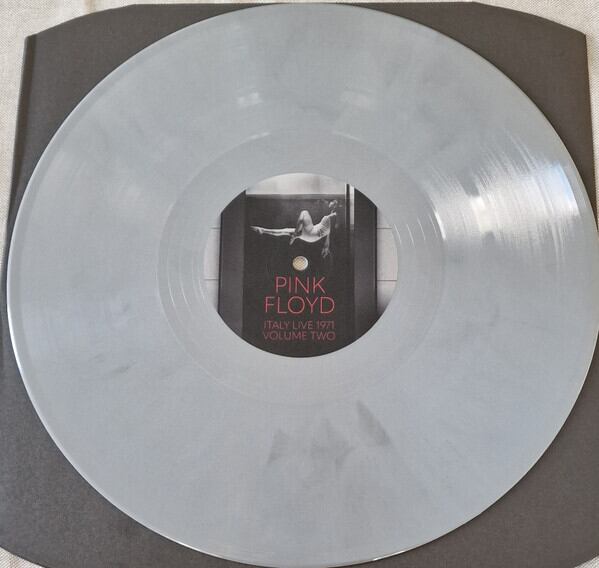 PINK
FLOYD
ITALY LIVE 1971
VOLUME TWO